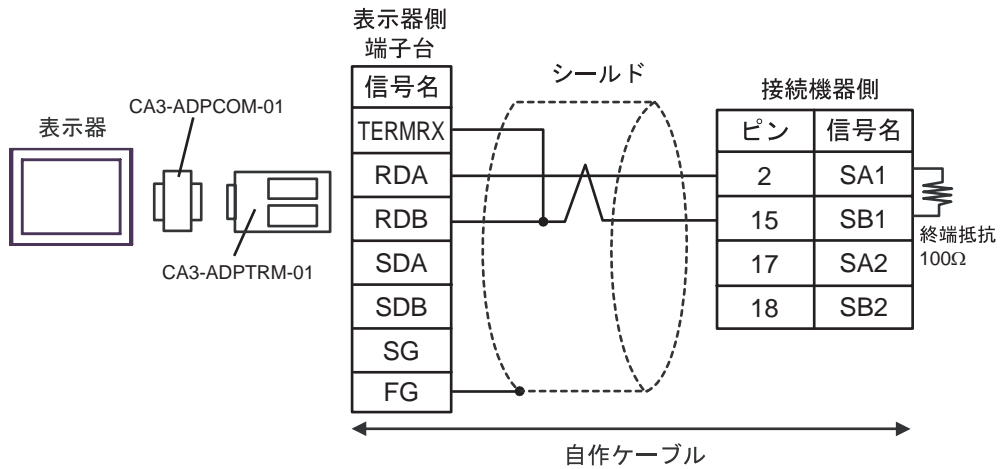 表示器
CA3-ADPCOM-01
CA3-ADPTRM-01
表示器側
端子台
信号名
TERMRX
RDA
RDB
SDA
SDB
SG
FG
シールド
接続機器側
ピン 信号名
2 SA1
15 SB1
17 SA2
18 SB2
終端抵抗
100Ω
自作ケーブル